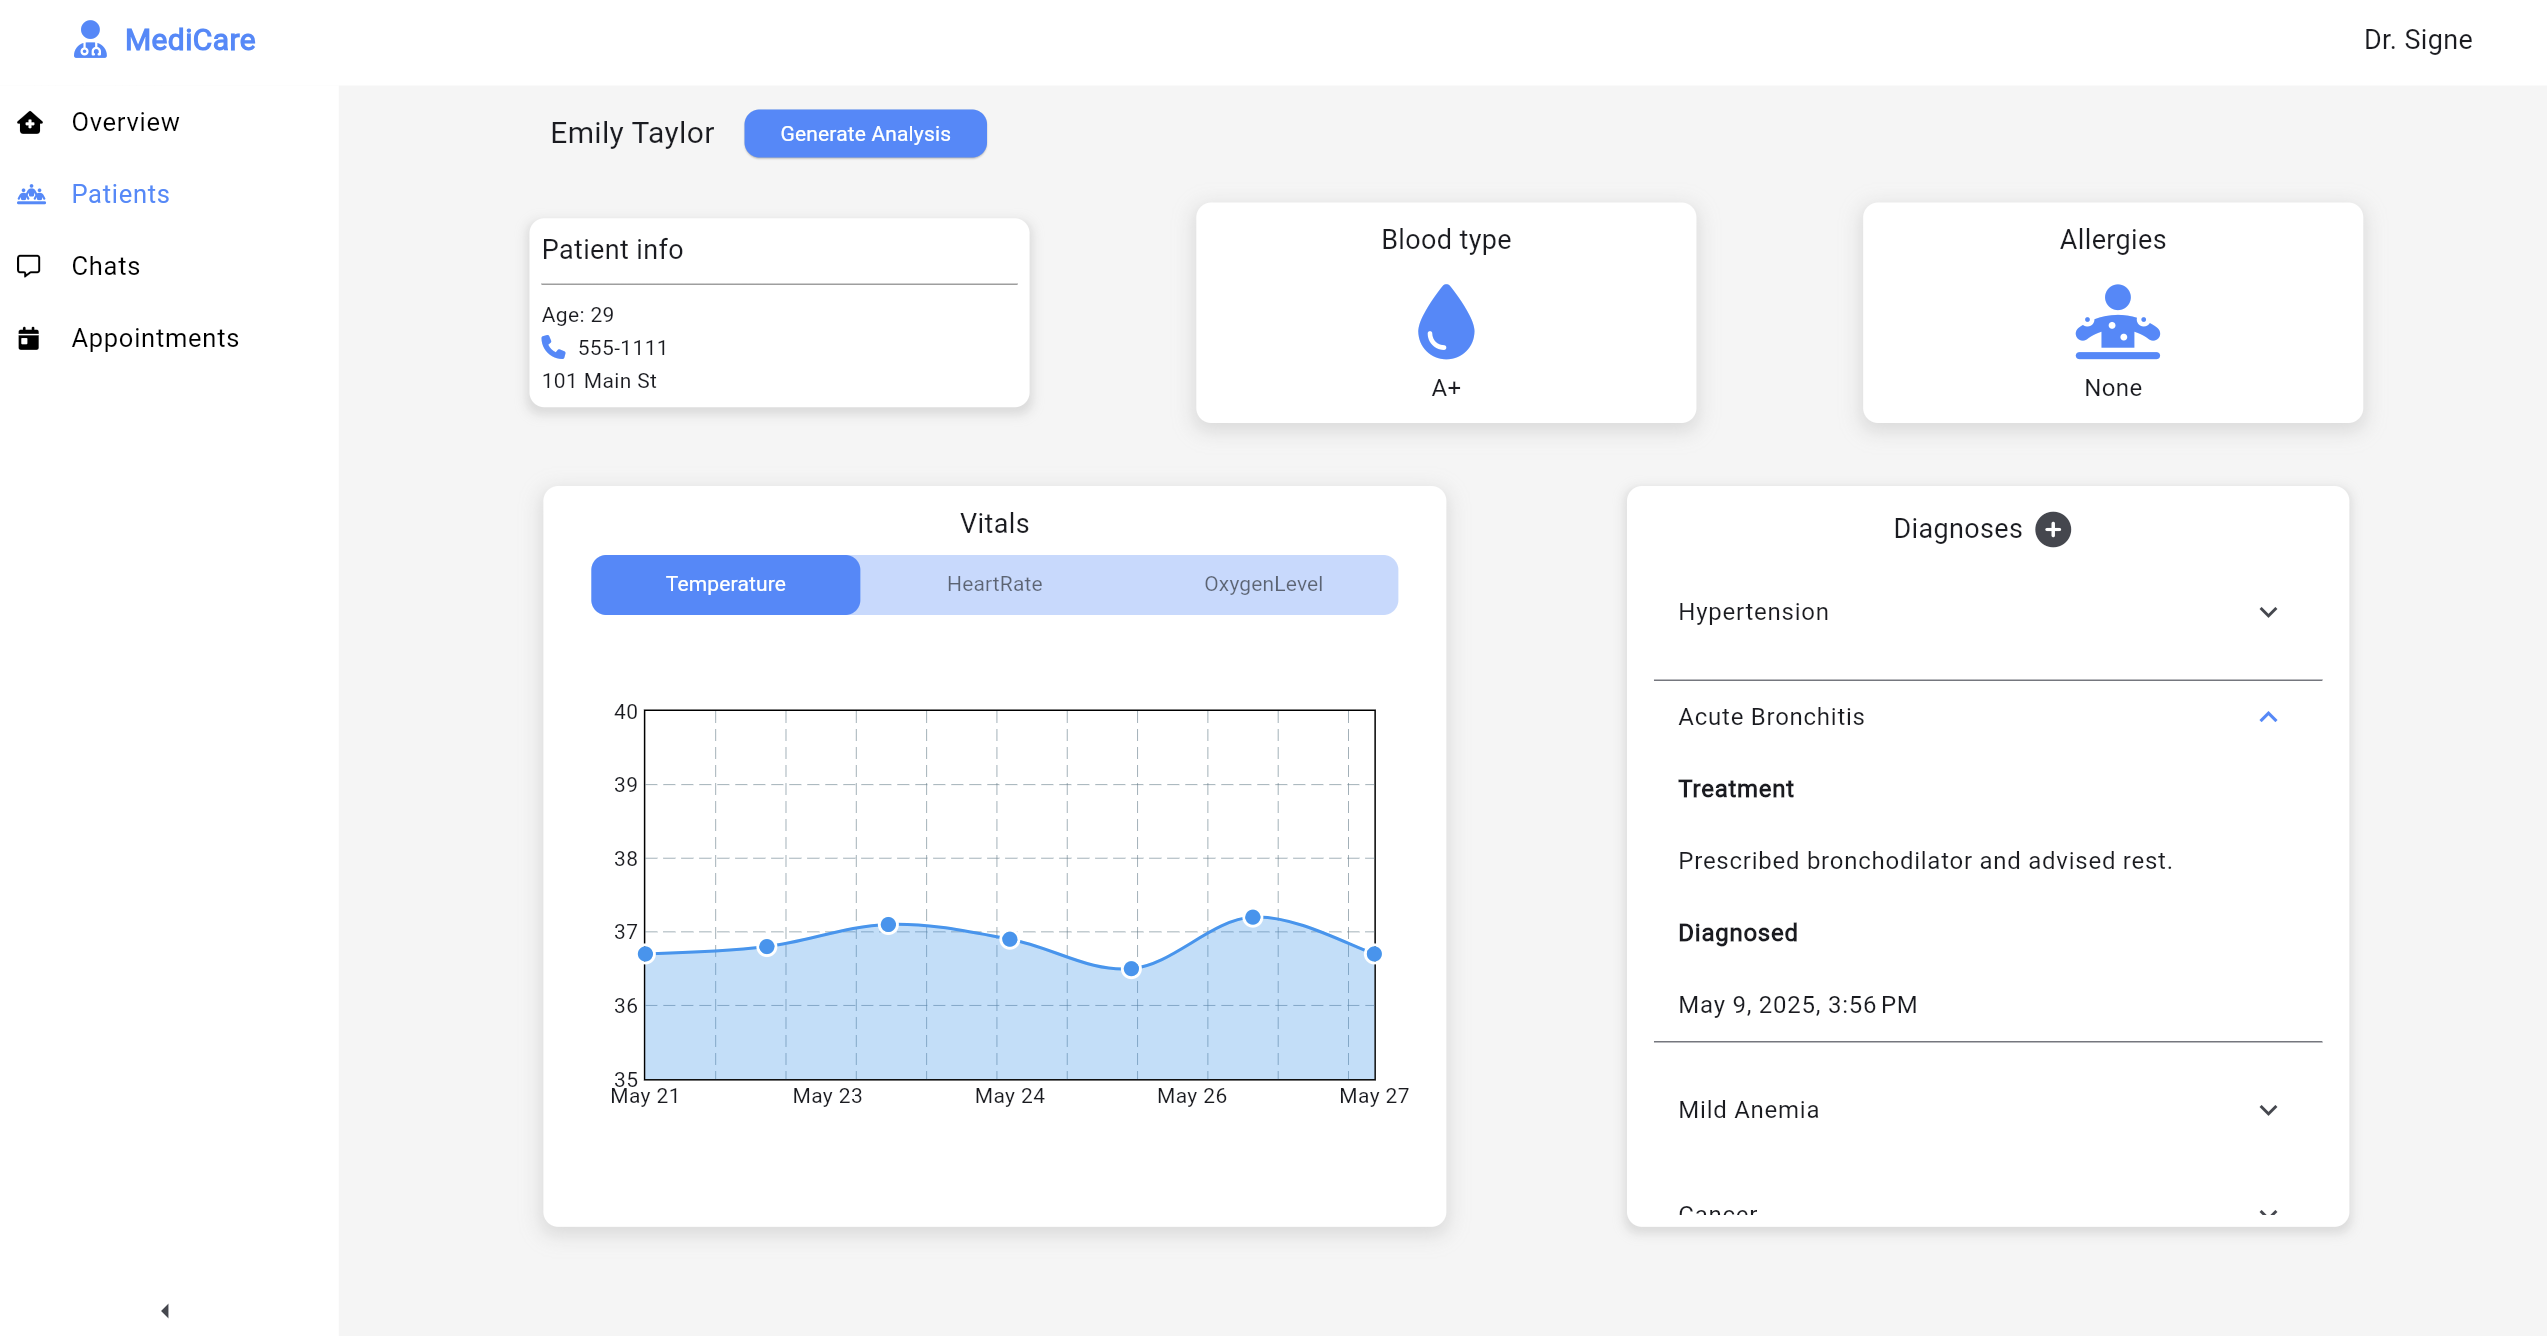 MediCare
Dr. Signe
Overview
Patients
Chats
Appointments
Emily Taylor
Generate Analysis
Patient info
Age: 29
555-1111
101 Main St
Blood type
A+
Allergies
None
Vitals
Temperature HeartRate OxygenLevel
40
39
38
37
36
35
May 21 May 23 May 24 May 26 May 27
Diagnoses
Hypertension
Acute Bronchitis
Treatment
Prescribed bronchodilator and advised rest.
Diagnosed
May 9, 2025, 3:56 PM
Mild Anemia
Cancer